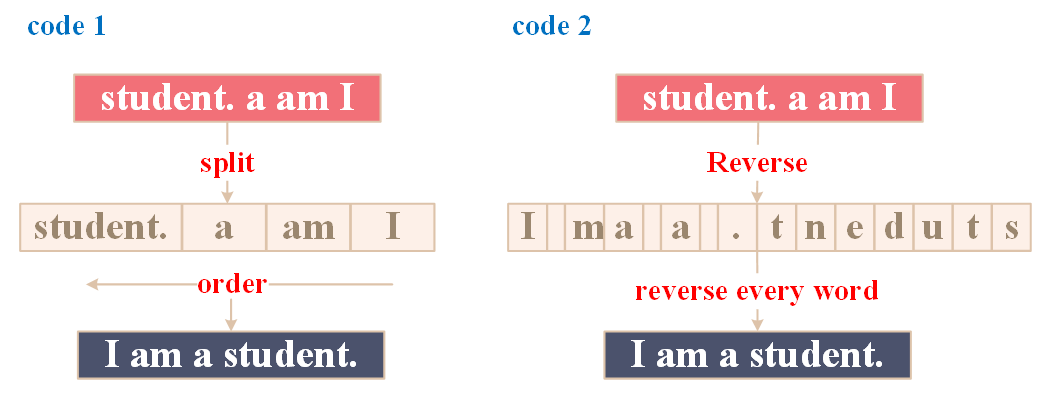 code 1
student. a am I
split
student. a am I
order
I am a student.
code 2
student. a am I
Reverse
I m a a . t n e d u t s
reverse every word
I am a student.